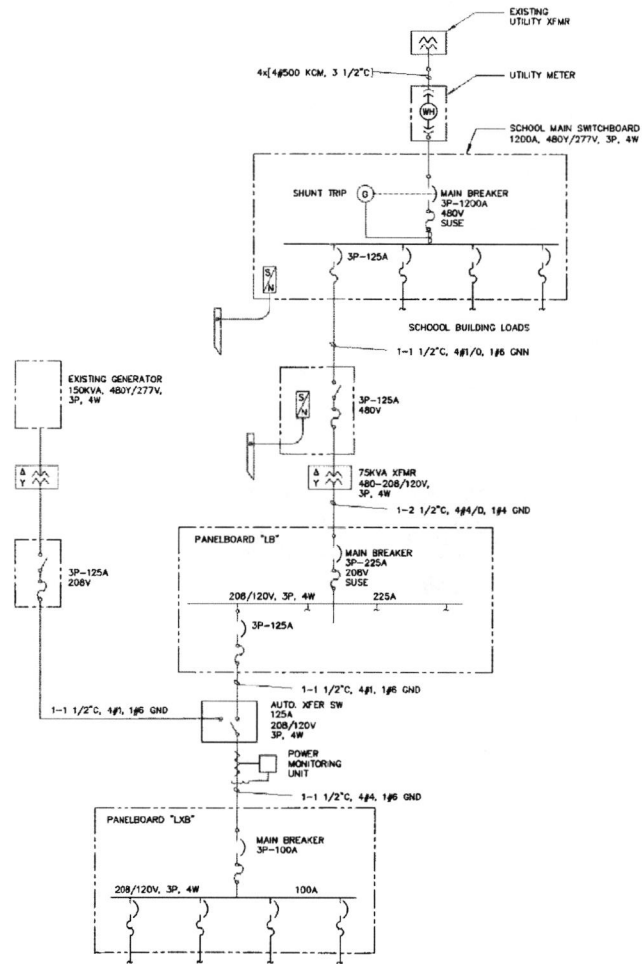 EXISTING
UTILITY XFMR
4x[4#500 KCM, 3 1/2"C]
UTILITY METER
WH
SCHOOL MAIN SWITCHBOARD
1200A, 480Y/277V, 3P, 4W
SHUNT TRIP
G
MAIN BREAKER
3P-1200A
480V
SUSE
3P-125A
S/N
SCHOOOL BUILDING LOADS
1-1 1/2"C, 4#1/0, 1#6 GNN
EXISTING GENERATOR
150KVA, 480Y/277V,
3P, 4W
S/N
3P-125A
480V
Δ
Y
Δ
Y
75KVA XFMR
480-208/120V,
3P, 4W
1-2 1/2"C, 4#4/0, 1#4 GND
PANELBOARD "LB"
MAIN BREAKER
3P-225A
208V
SUSE
3P-125A
208V
208/120V, 3P, 4W
225A
3P-125A
1-1 1/2"C, 4#1, 1#6 GND
1-1 1/2"C, 4#1, 1#6 GND
AUTO. XFER SW
125A
208/120V
3P, 4W
POWER
MONITORING
UNIT
1-1 1/2"C, 4#4, 1#6 GND
PANELBOARD "LXB"
MAIN BREAKER
3P-100A
208/120V, 3P, 4W
100A